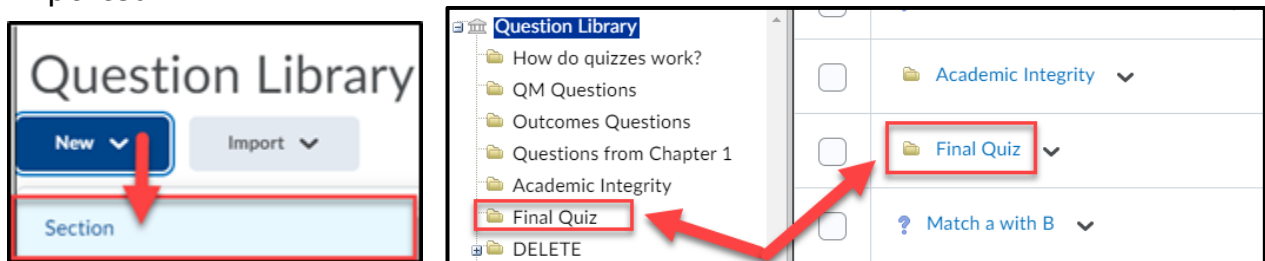 Question Library
New
Import
Section
Question Library
How do quizzes work?
QM Questions
Outcomes Questions
Questions from Chapter 1
Academic Integrity
Final Quiz
DELETE
Academic Integrity
Final Quiz
Match a with B